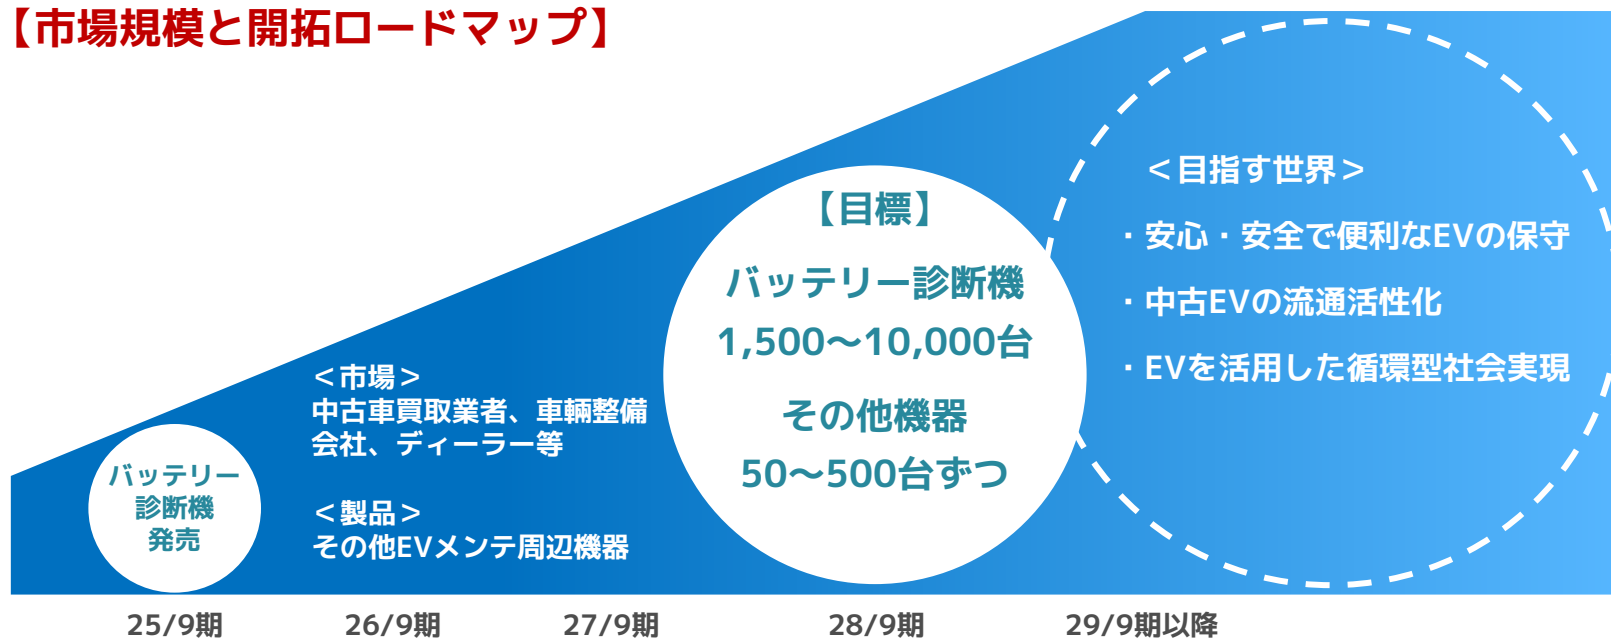 【市場規模と開拓ロードマップ】
バッテリー
診断機
発売
＜市場＞
中古車買取業者、車輛整備
会社、ディーラー等
＜製品＞
その他EVメンテ周辺機器
【目標】
バッテリー診断機
1,500～10,000台
その他機器
50～500台ずつ
＜目指す世界＞
・安心・安全で便利なEVの保守
・中古EVの流通活性化
・EVを活用した循環型社会実現
25/9期
26/9期
27/9期
28/9期
29/9期以降